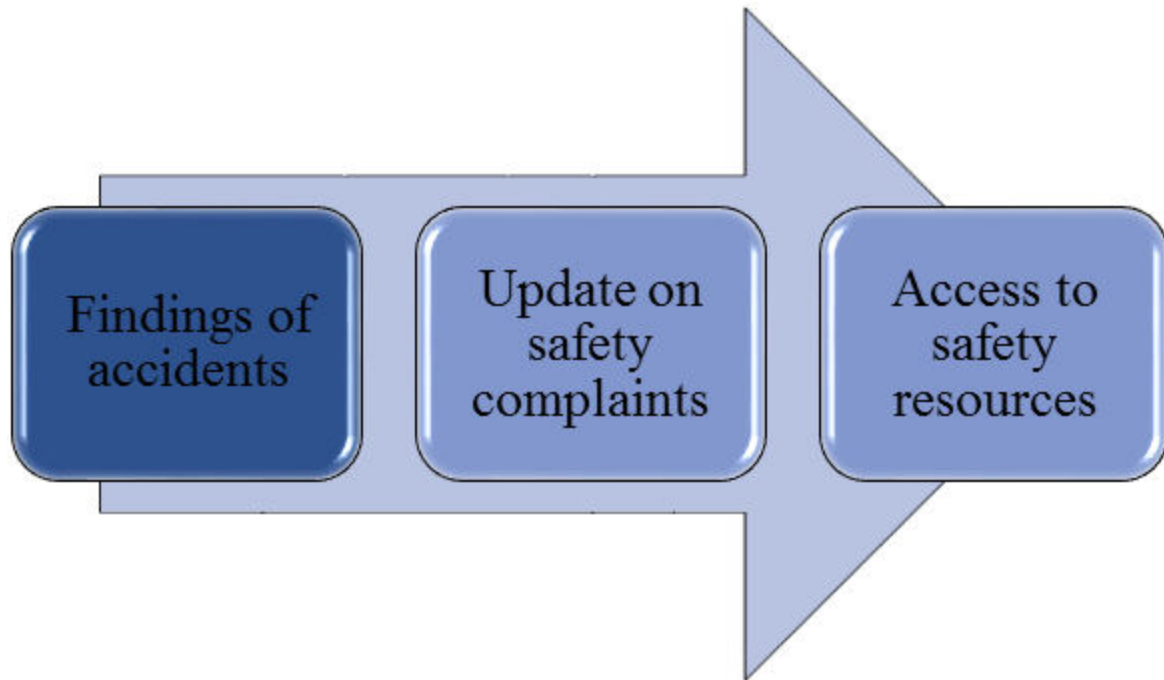 Findings of
accidents
Update on
safety
complaints
Access to
safety
resources